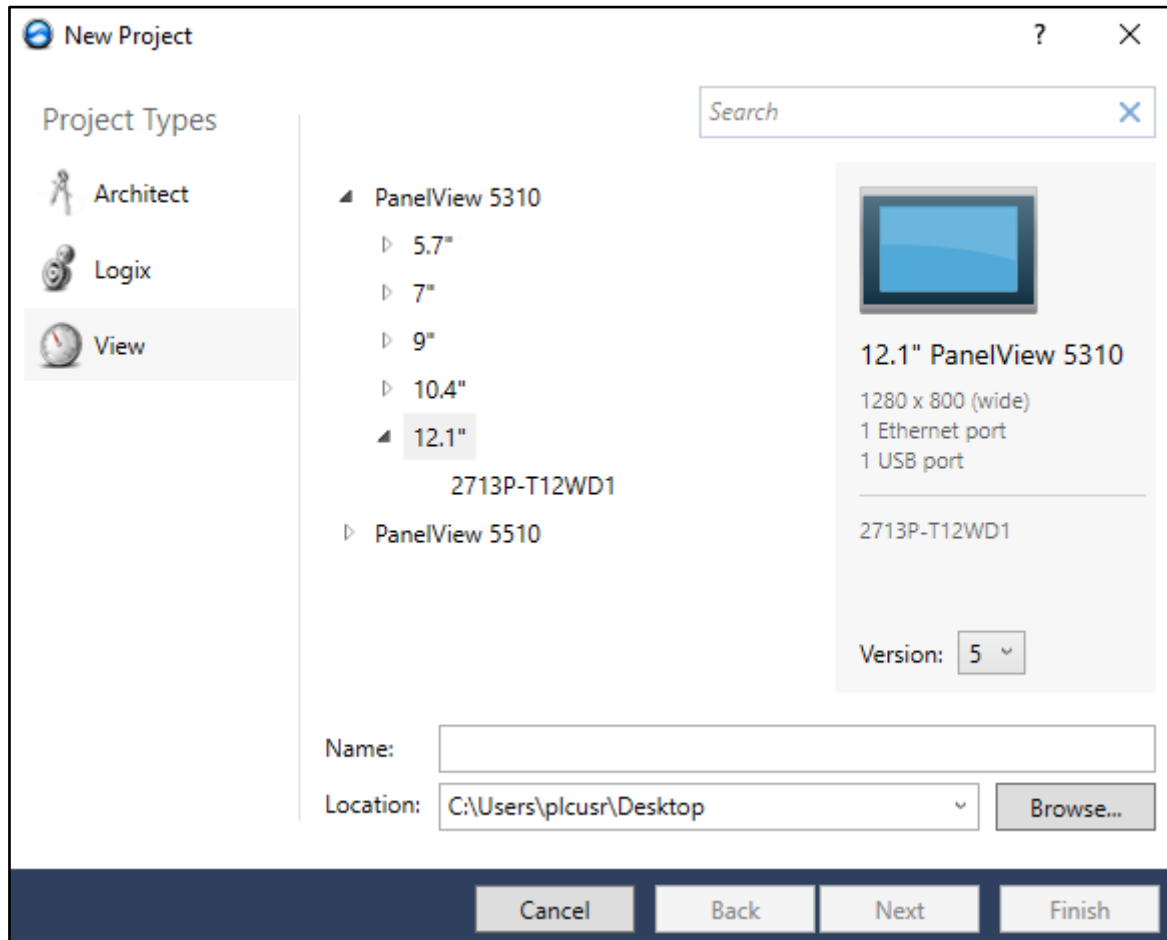 New Project
?
Search
Project Types
Architect
Logix
View
PanelView 5310
5.7"
7"
9"
10.4"
12.1"
2713P-T12WD1
PanelView 5510
12.1" PanelView 5310
1280 x 800 (wide)
1 Ethernet port
1 USB port
2713P-T12WD1
Version: 5
Name:
Location: C:\Users\plcusr\Desktop Browse...
Cancel Back Next Finish